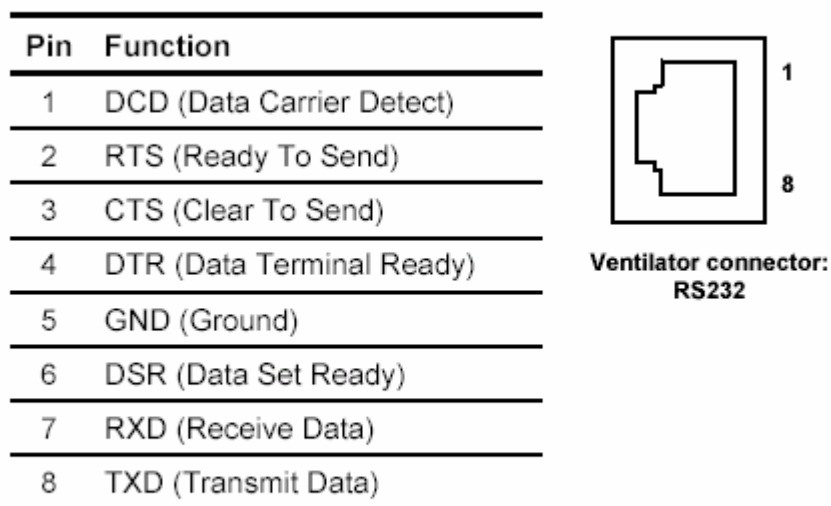 Pin Function
1 DCD (Data Carrier Detect)
2 RTS (Ready To Send)
3 CTS (Clear To Send)
4 DTR (Data Terminal Ready)
5 GND (Ground)
6 DSR (Data Set Ready)
7 RXD (Receive Data)
8 TXD (Transmit Data)
1
8
Ventilator connector:
RS232